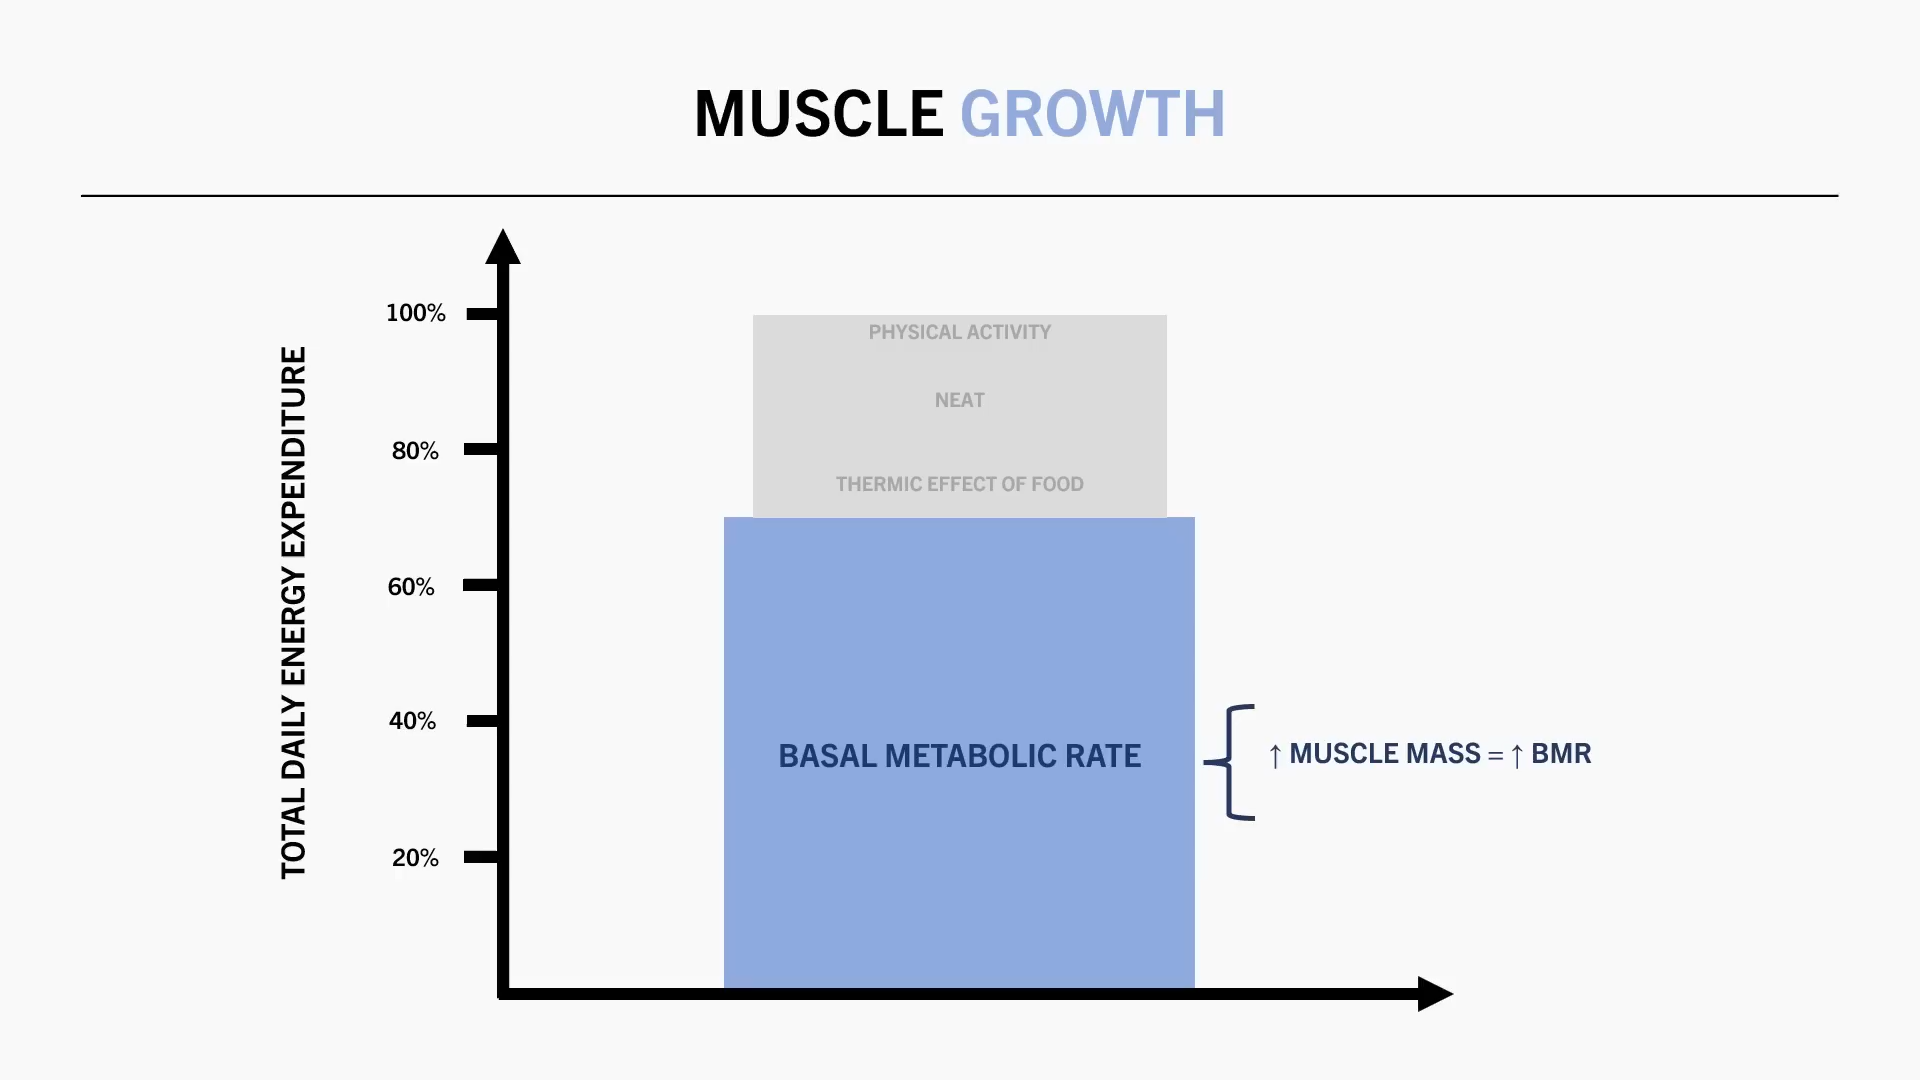 MUSCLE GROWTH
TOTAL DAILY ENERGY EXPENDITURE
100%
80%
60%
40%
20%
PHYSICAL ACTIVITY
NEAT
THERMIC EFFECT OF FOOD
BASAL METABOLIC RATE
↑ MUSCLE MASS = ↑ BMR